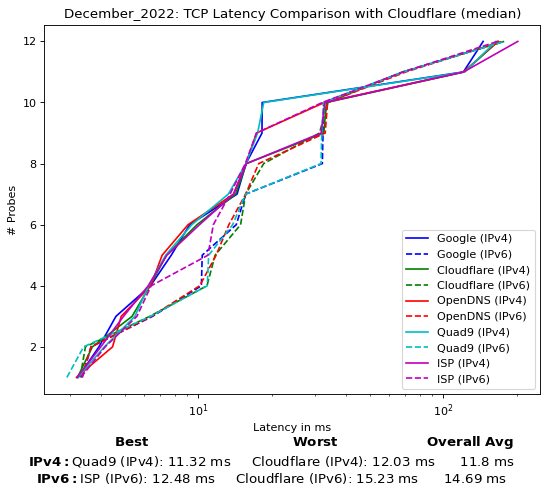 December_2022: TCP Latency Comparison with Cloudflare (median)
12
10
8
6
4
2
# Probes
Google (IPv4)
Google (IPv6)
Cloudflare (IPv4)
Cloudflare (IPv6)
OpenDNS (IPv4)
OpenDNS (IPv6)
Quad9 (IPv4)
Quad9 (IPv6)
ISP (IPv4)
ISP (IPv6)
10¹ 10²
Latency in ms
Best Worst Overall Avg
IPv4: Quad9 (IPv4): 11.32 ms Cloudflare (IPv4): 12.03 ms 11.8 ms
IPv6: ISP (IPv6): 12.48 ms Cloudflare (IPv6): 15.23 ms 14.69 ms